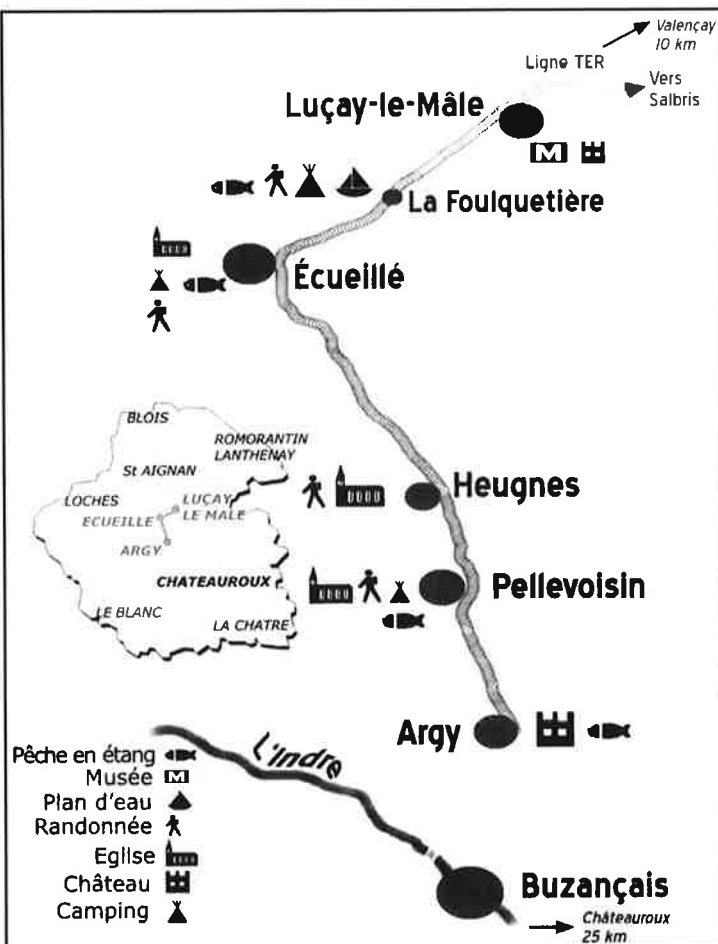 Valençay
10 km
Ligne TER
Vers
Salbris
Luçay-le-Mâle
M
La Foulquetière
Écueillé
BLOIS
ROMORANTIN
LANTHENAY
St AIGNAN
LOCHES
LUÇAY
LE MALE
ECUEILLE
ARGY
CHATEAUROUX
LE BLANC
LA CHATRE
Heugnes
Pellevoisin
Argy
L'Indre
Pêche en étang
Musée M
Plan d'eau
Randonnée
Eglise
Château
Camping
Buzançais
Châteauroux
25 km